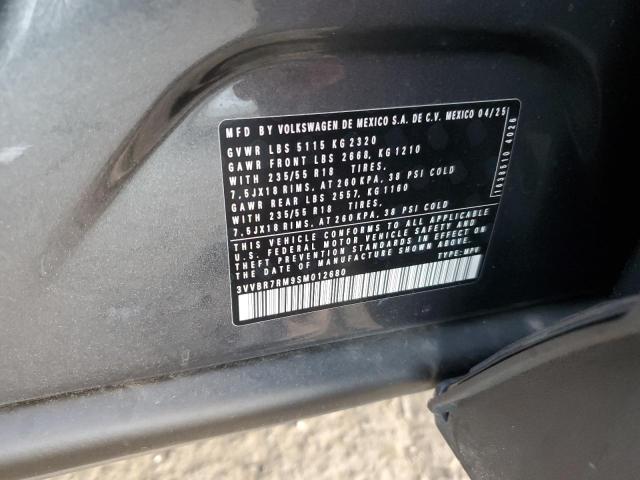 MFD BY VOLKSWAGEN DE MEXICO S.A. DE C.V. MEXICO 04/25
GVWR LBS 5115 KG 2320
GAWR FRONT LBS 2668, KG 1210
WITH 235/55 R18 TIRES.
7,5JX18 RIMS, AT 260 KPA, 38 PSI COLD
GAWR REAR LBS 2557, KG 1160
WITH 235/55 R18 TIRES.
7,5JX18 RIMS, AT 260 KPA, 38 PSI COLD
THIS VEHICLE CONFORMS TO ALL APPLICABLE
U.S. FEDERAL MOTOR VEHICLE SAFETY AND
THEFT PREVENTION STANDARDS IN EFFECT ON
THE DATE OF MANUFACTURE SHOWN ABOVE.
TYPE: MPV
3VVBR7RM9SM012680
1638510 4026